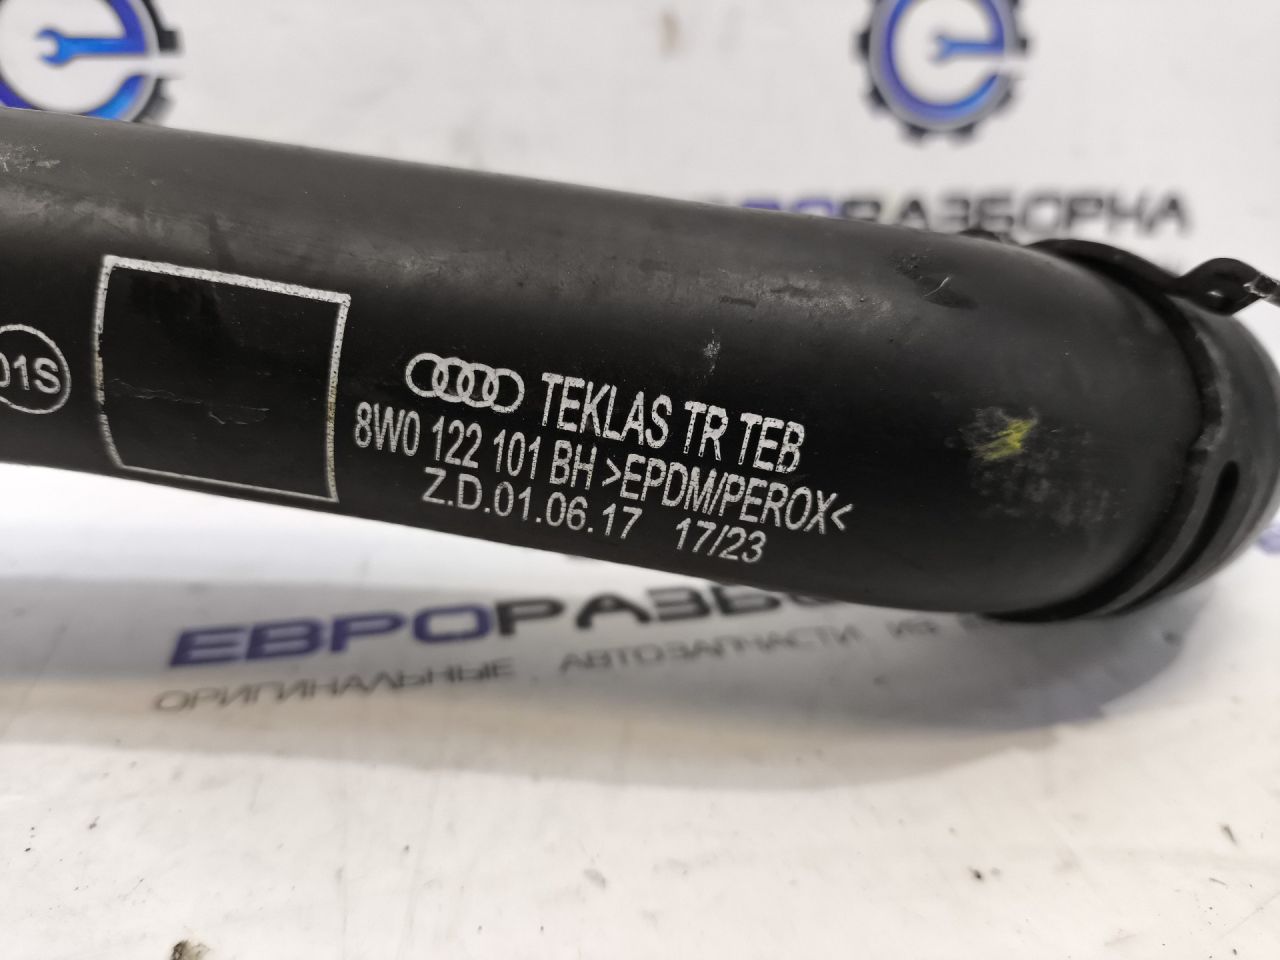 ЕВРОРАЗБОРНА
01S
TEKLAS TR TEB
8W0 122 101 BH >EPDM/PEROX<
Z.D.01.06.17 17/23
ЕВРОРАЗБО
ОРИГИНАЛЬНЫЕ АВТОЗАПЧАСТИ ИЗ